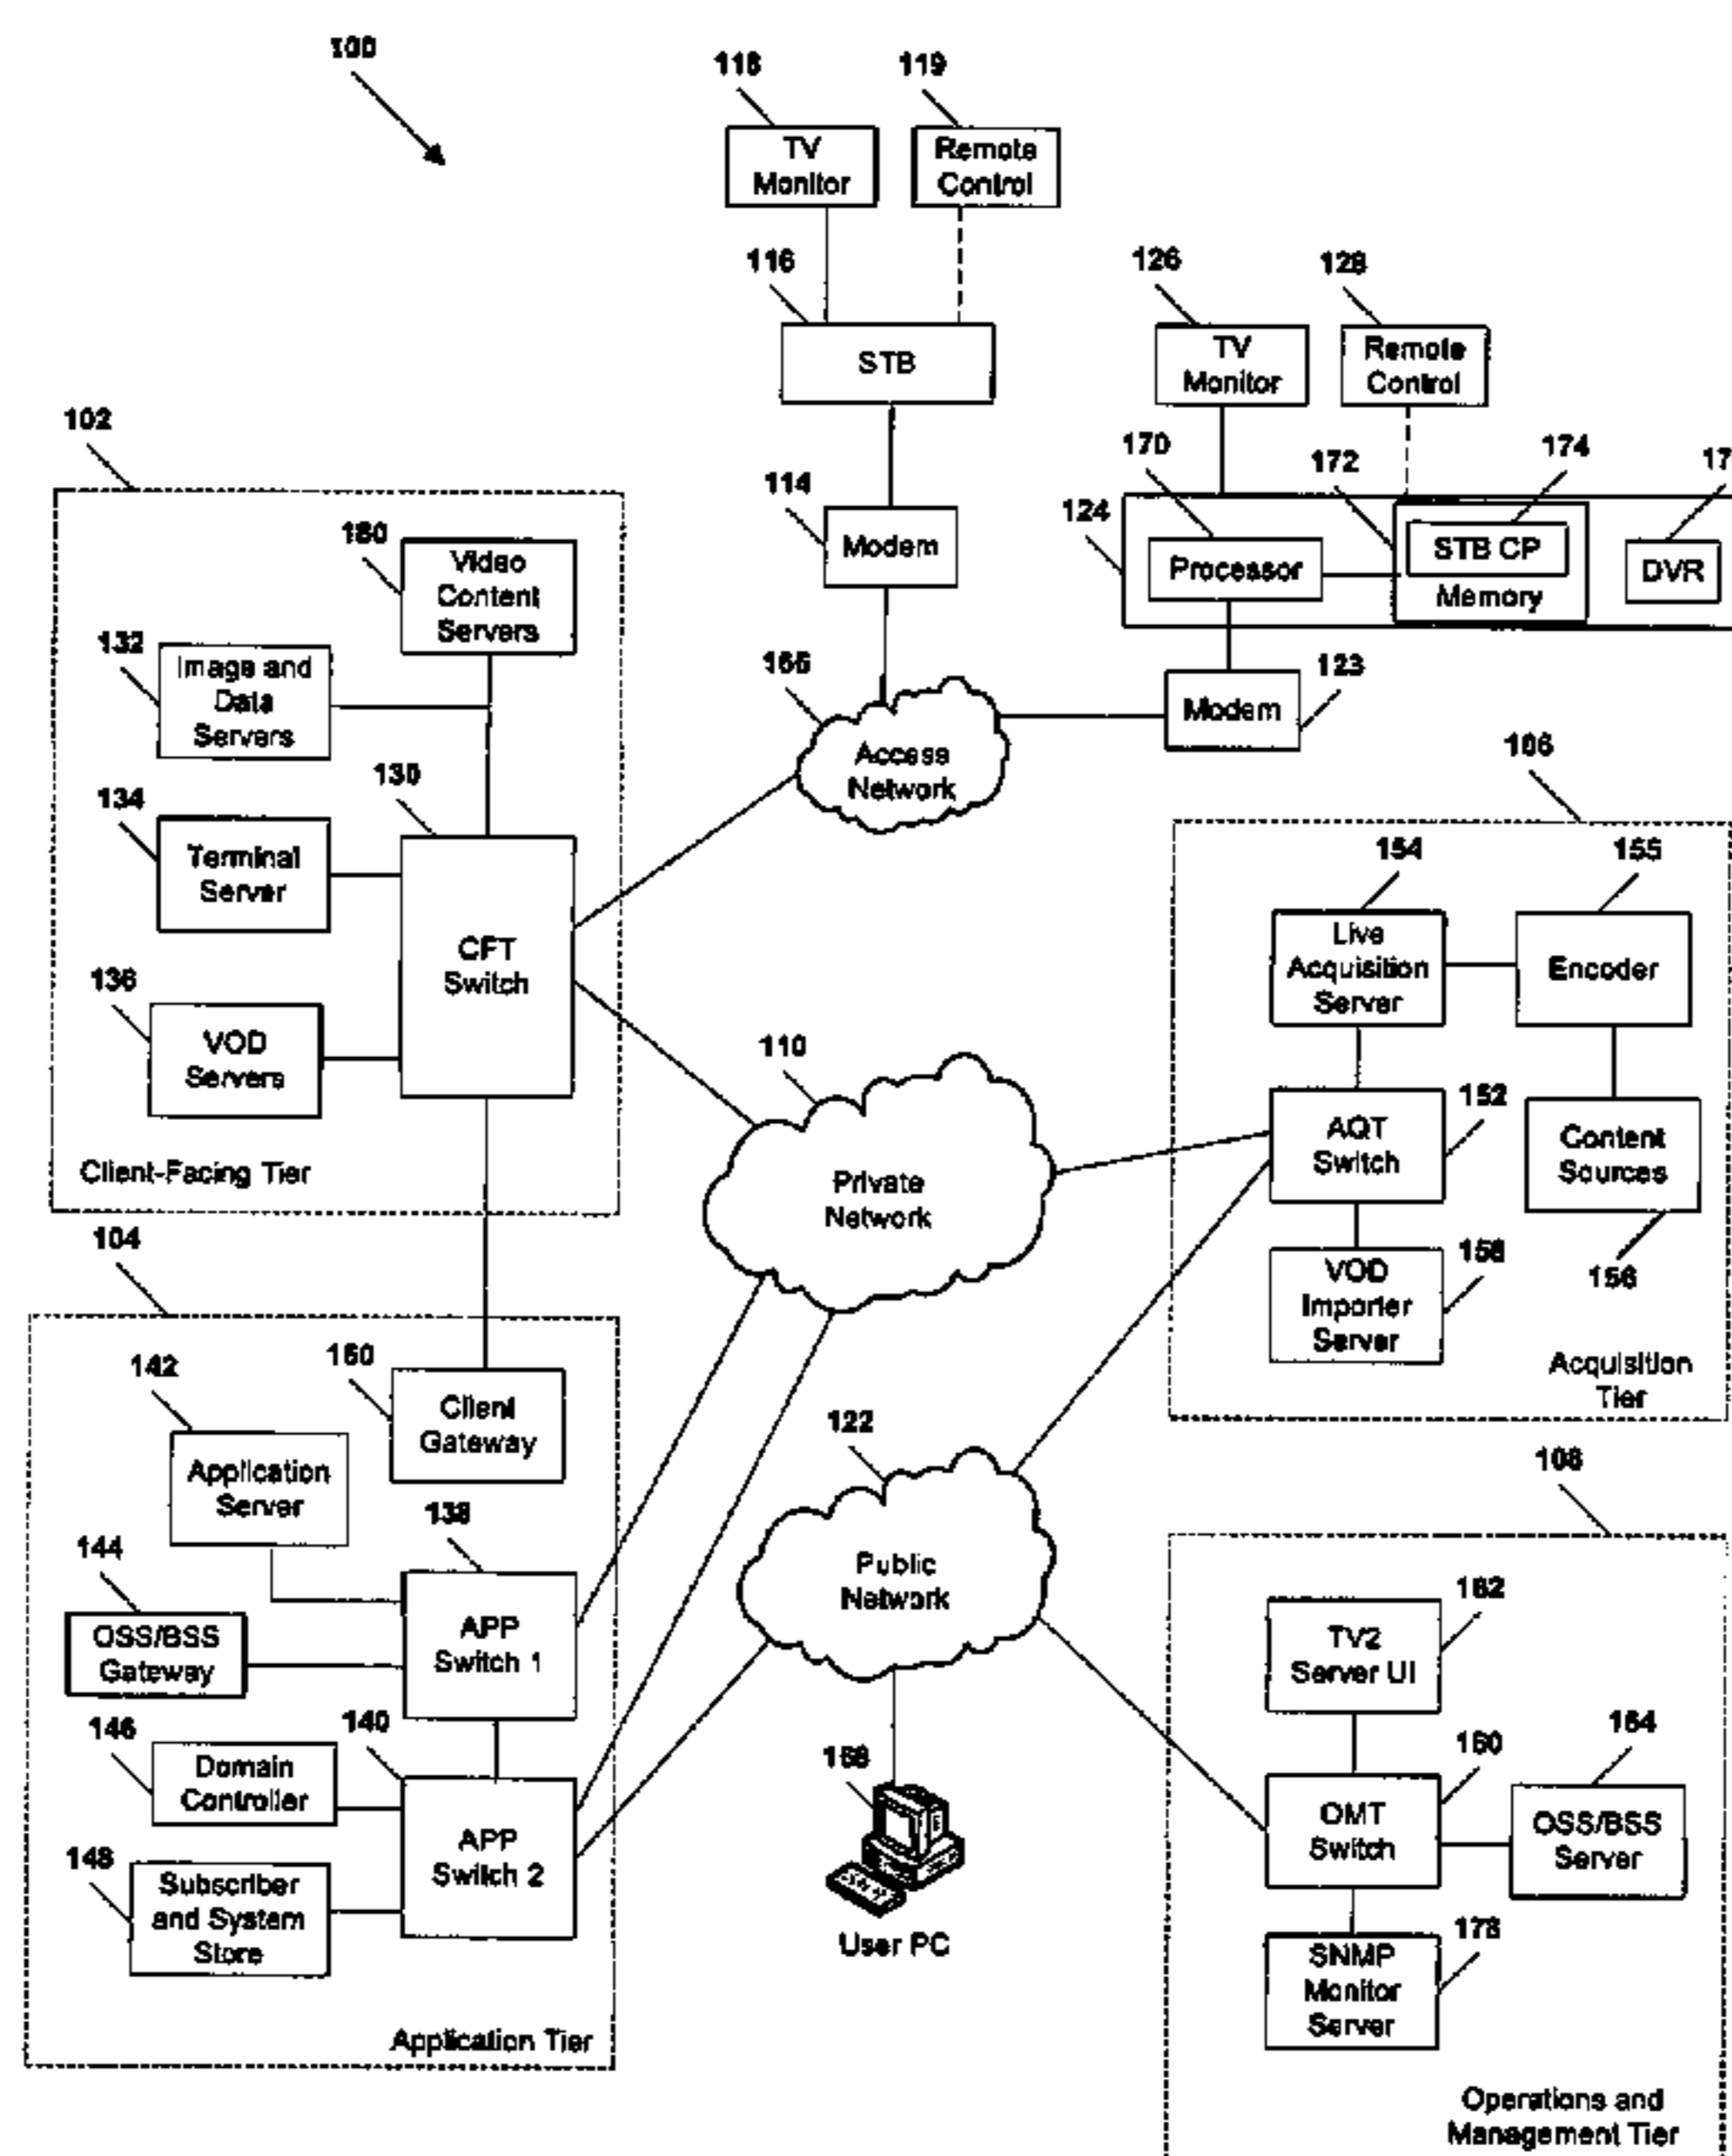 100
118
119
TV
Monitor
Remote
Control
116
STB
126
128
TV
Monitor
Remote
Control
102
114
Modem
170
172
174
124
Processor
STB CP
Memory
DVR
180
Video
Content
Servers
132
Image and
Data
Servers
166
Access
Network
Modem
123
130
134
Terminal
Server
CFT
Switch
136
VOD
Servers
Client-Facing Tier
106
154
155
Live
Acquisition
Server
Encoder
110
Private
Network
AQT
Switch
152
Content
Sources
156
VOD
Importer
Server
158
Acquisition
Tier
104
142
150
Client
Gateway
Application
Server
138
144
OSS/BSS
Gateway
APP
Switch 1
146
140
Domain
Controller
APP
Switch 2
148
Subscriber
and System
Store
Application Tier
122
Public
Network
168
User PC
108
162
TV2
Server UI
160
164
OMT
Switch
OSS/BSS
Server
178
SNMP
Monitor
Server
Operations and
Management Tier